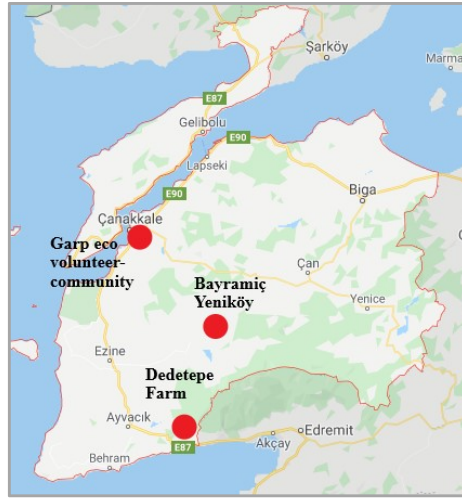 Şarköy
Marma
E87
Gelibolu
E90
Lapseki
E90
Biga
Çanakkale
Garp eco
volunteer-
community
Çan
Bayramiç
Yeniköy
Yenice
Ezine
Dedetepe
Farm
Ayvacık
Edremit
Akçay
E87
Behram